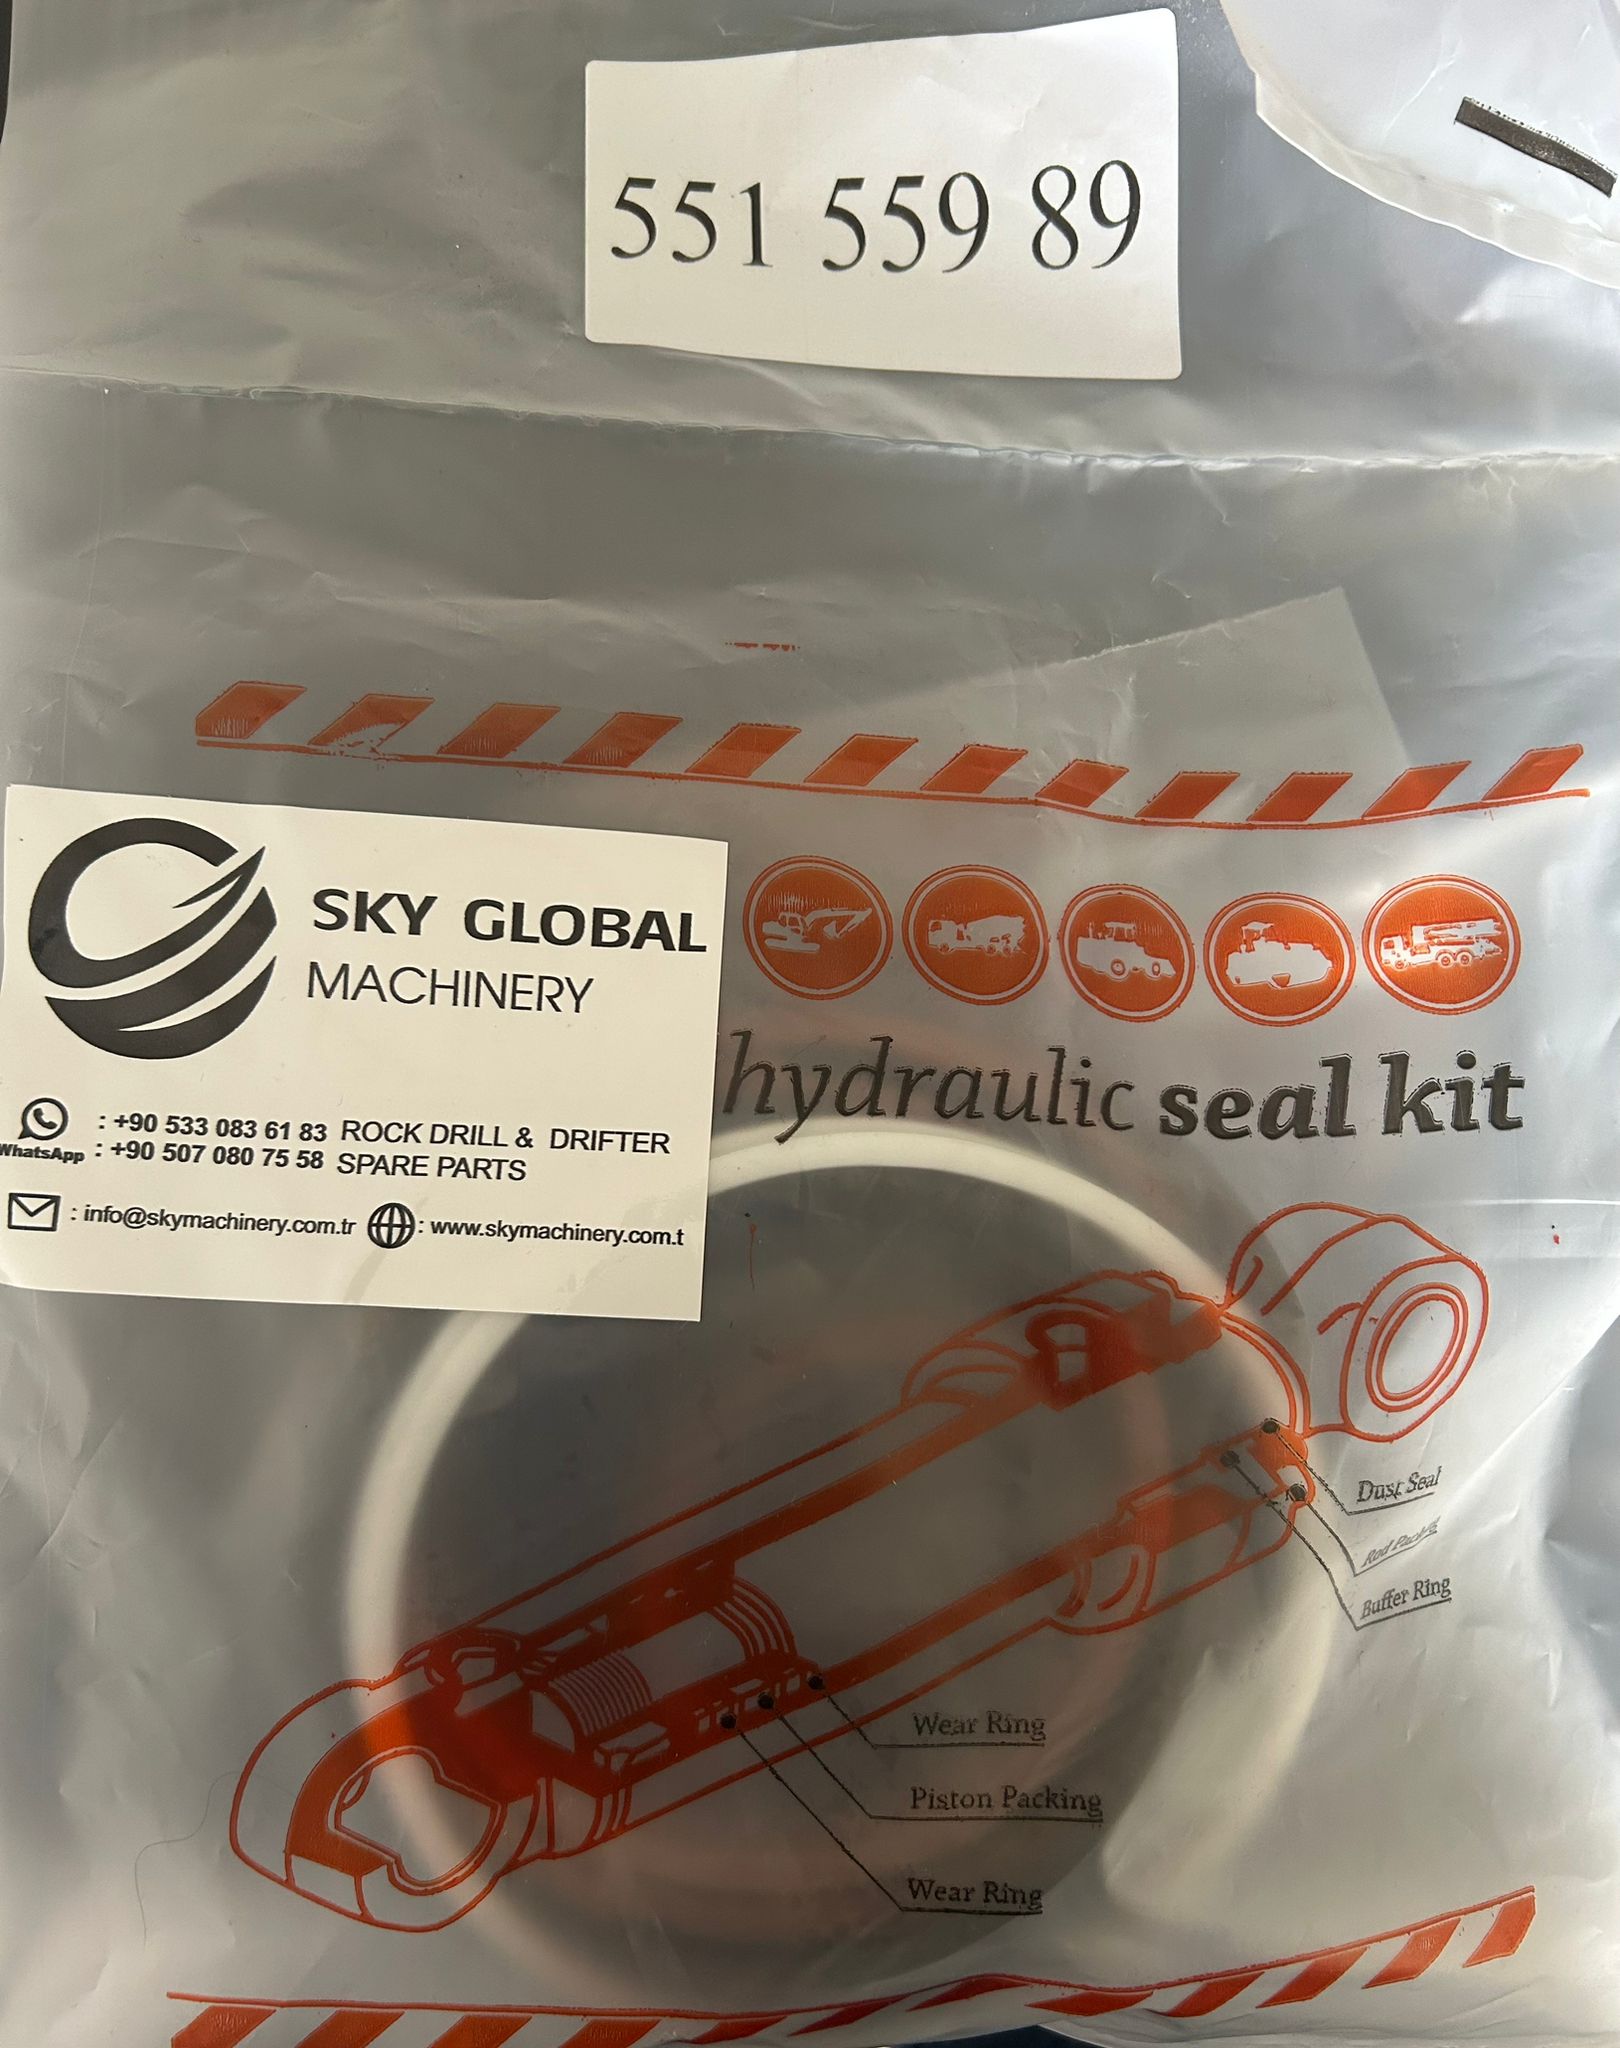 551 559 89
SKY GLOBAL
MACHINERY
: +90 533 083 61 83 ROCK DRILL & DRIFTER
WhatsApp : +90 507 080 75 58 SPARE PARTS
: info@skymachinery.com.tr : www.skymachinery.com.t
hydraulic seal kit
Dust Seal
Rod
Buffer Ring
Wear Ring
Piston Packing
Wear Ring